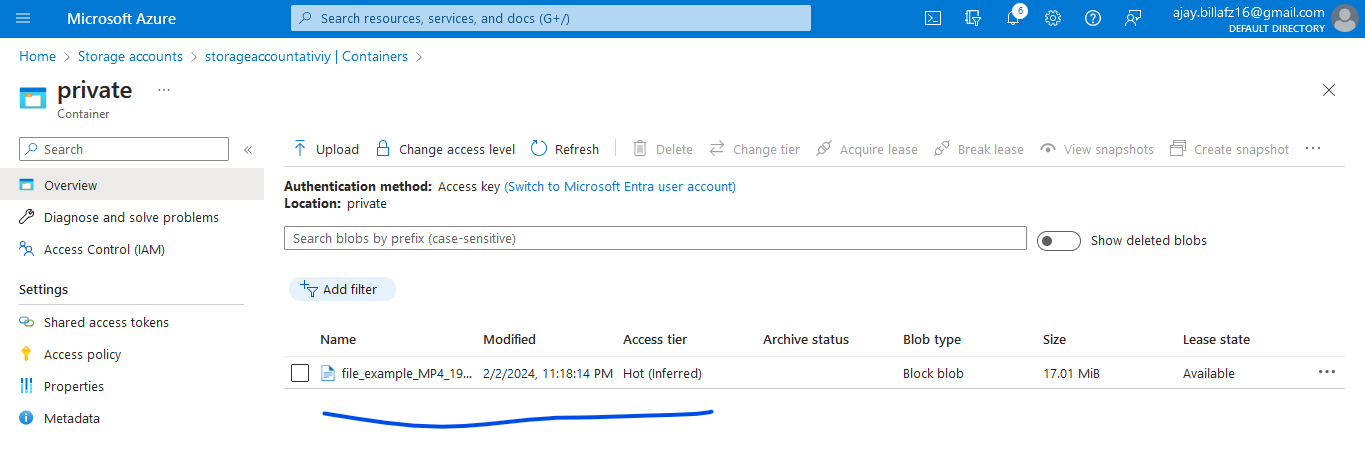 Microsoft Azure
Search resources, services, and docs (G+/)
6
ajay.billafz16@gmail.com
DEFAULT DIRECTORY
Home > Storage accounts > storageaccountativiy | Containers >
private ...
Container
Search «
Overview
Diagnose and solve problems
Access Control (IAM)
Settings
Shared access tokens
Access policy
Properties
Metadata
Upload Change access level Refresh Delete Change tier Acquire lease Break lease View snapshots Create snapshot ...
Authentication method: Access key (Switch to Microsoft Entra user account)
Location: private
Search blobs by prefix (case-sensitive)
Show deleted blobs
Add filter
Name Modified Access tier Archive status Blob type Size Lease state
file_example_MP4_19... 2/2/2024, 11:18:14 PM Hot (Inferred) Block blob 17.01 MiB Available ...